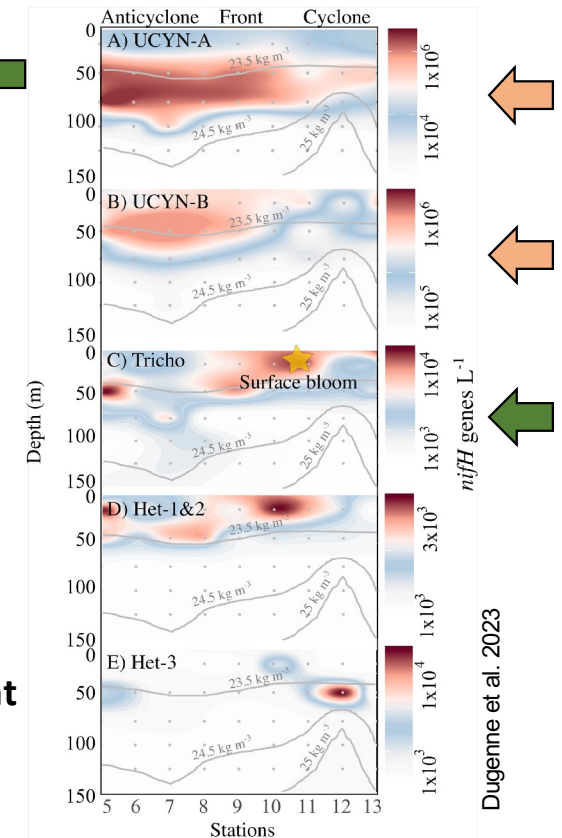 Anticyclone Front Cyclone
A) UCYN-A
23.5 kg m⁻³
24.5 kg m⁻³
25 kg m⁻³
0
50
100
150
1x10⁶
1x10⁴
B) UCYN-B
23.5 kg m⁻³
24.5 kg m⁻³
25 kg m⁻³
0
50
100
150
1x10⁶
1x10⁵
C) Tricho
Surface bloom
24.5 kg m⁻³
25 kg m⁻³
0
50
100
150
1x10⁴
1x10³
D) Het-1&2
23.5 kg m⁻³
24.5 kg m⁻³
25 kg m⁻³
0
50
100
150
3x10³
1x10³
E) Het-3
23.5 kg m⁻³
24.5 kg m⁻³
25 kg m⁻³
0
50
100
150
1x10⁴
1x10³
Depth (m)
nifH genes L⁻¹
5 6 7 8 9 10 11 12 13
Stations
Dugenne et al. 2023